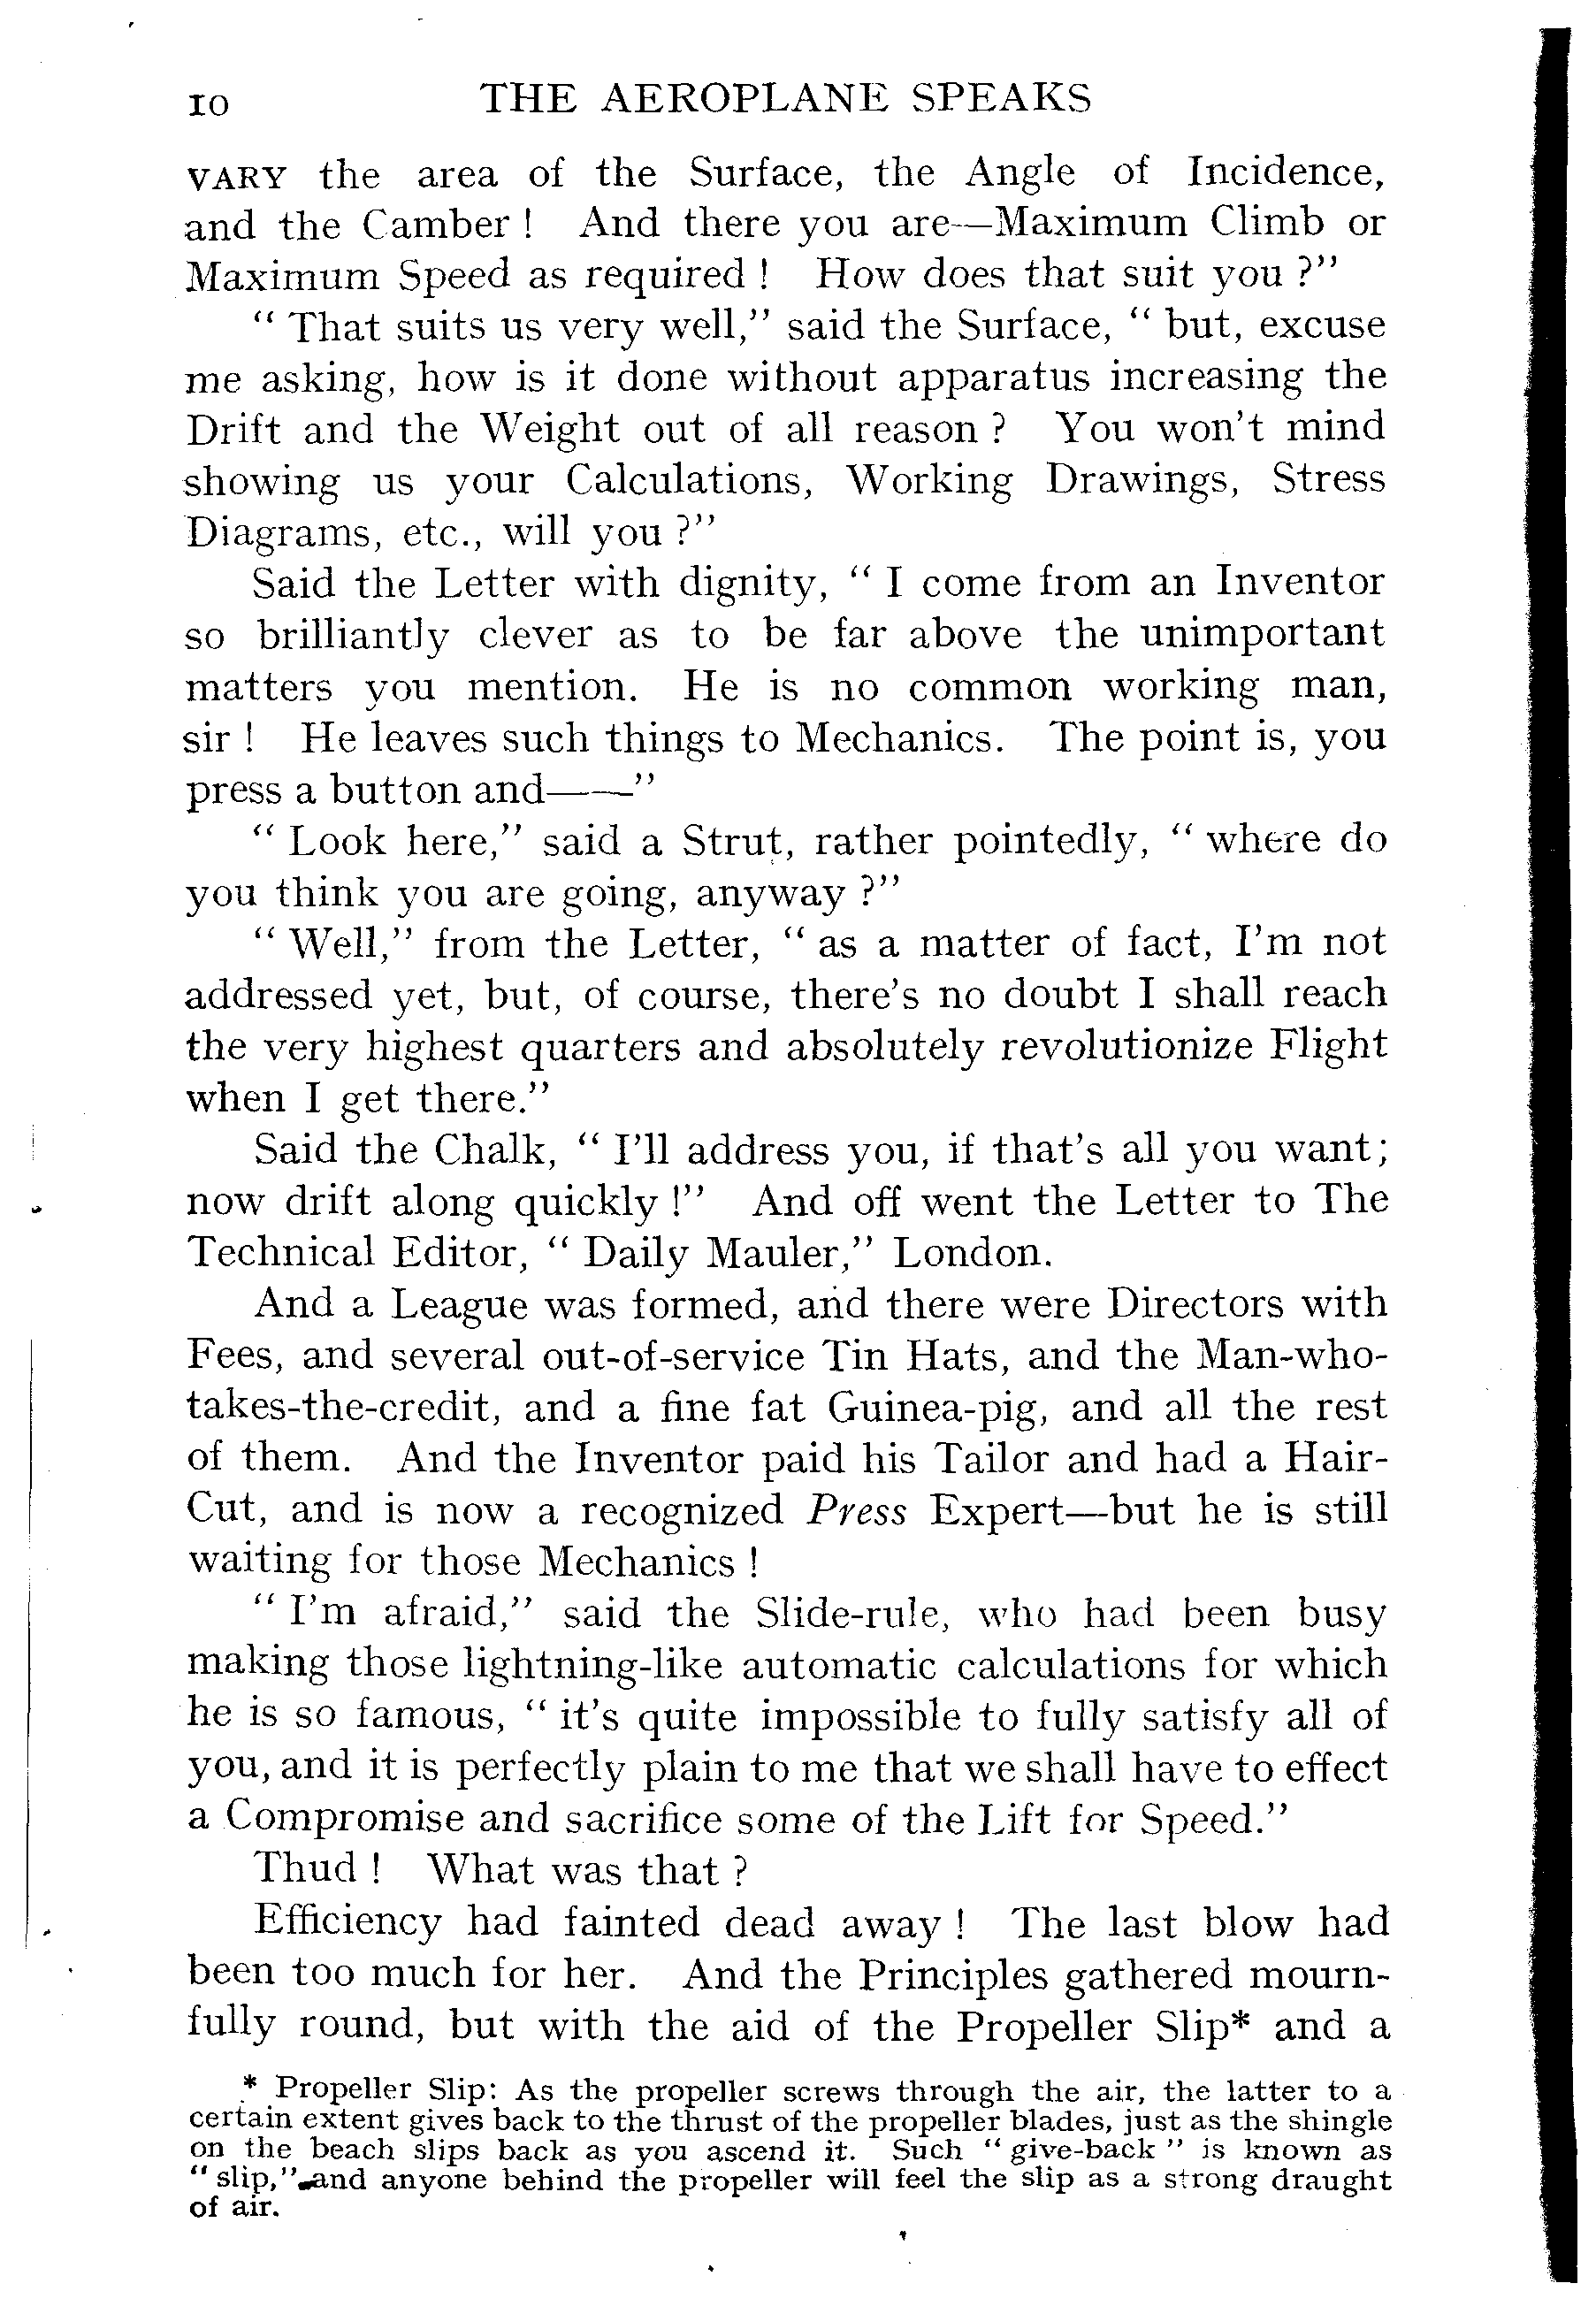 10 THE AEROPLANE SPEAKS
VARY the area of the Surface, the Angle of Incidence,
and the Camber ! And there you are—Maximum Climb or
Maximum Speed as required ! How does that suit you ?”
“ That suits us very well,” said the Surface, “ but, excuse
me asking, how is it done without apparatus increasing the
Drift and the Weight out of all reason ? You won’t mind
showing us your Calculations, Working Drawings, Stress
Diagrams, etc., will you ?”
Said the Letter with dignity, “ I come from an Inventor
so brilliantly clever as to be far above the unimportant
matters you mention. He is no common working man,
sir ! He leaves such things to Mechanics. The point is, you
press a button and——”
“ Look here,” said a Strut, rather pointedly, “ where do
you think you are going, anyway ?”
“ Well,” from the Letter, “ as a matter of fact, I’m not
addressed yet, but, of course, there’s no doubt I shall reach
the very highest quarters and absolutely revolutionize Flight
when I get there.”
Said the Chalk, “ I’ll address you, if that’s all you want;
now drift along quickly !” And off went the Letter to The
Technical Editor, “ Daily Mauler,” London.
And a League was formed, and there were Directors with
Fees, and several out-of-service Tin Hats, and the Man-who-
takes-the-credit, and a fine fat Guinea-pig, and all the rest
of them. And the Inventor paid his Tailor and had a Hair-
Cut, and is now a recognized Press Expert—but he is still
waiting for those Mechanics !
“ I’m afraid,” said the Slide-rule, who had been busy
making those lightning-like automatic calculations for which
he is so famous, “ it’s quite impossible to fully satisfy all of
you, and it is perfectly plain to me that we shall have to effect
a Compromise and sacrifice some of the Lift for Speed.”
Thud ! What was that ?
Efficiency had fainted dead away ! The last blow had
been too much for her. And the Principles gathered mourn-
fully round, but with the aid of the Propeller Slip* and a
* Propeller Slip: As the propeller screws through the air, the latter to a
certain extent gives back to the thrust of the propeller blades, just as the shingle
on the beach slips back as you ascend it. Such “ give-back ” is known as
“ slip,” and anyone behind the propeller will feel the slip as a strong draught
of air.